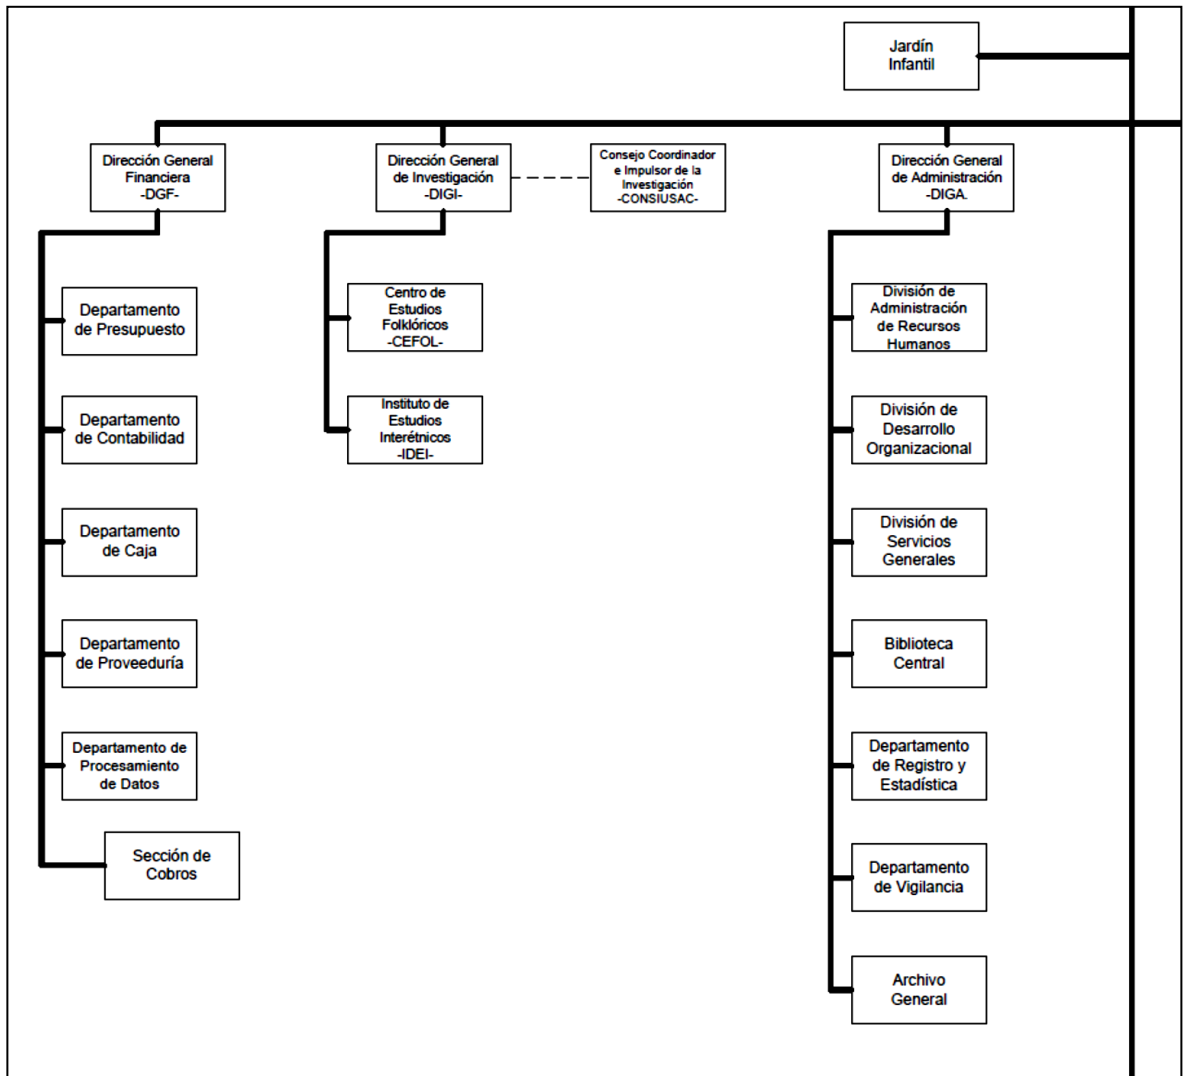 Jardín
Infantil
Dirección General
Financiera
-DGF-
Dirección General
de Investigación
-DIGI-
Consejo Coordinador
e Impulsor de la
Investigación
-CONSIUSAC-
Dirección General
de Administración
-DIGA.
Departamento
de Presupuesto
Departamento
de Contabilidad
Departamento
de Caja
Departamento
de Proveeduría
Departamento de
Procesamiento
de Datos
Sección de
Cobros
Centro de
Estudios
Folklóricos
-CEFOL-
Instituto de
Estudios
Interétnicos
-IDEI-
División de
Administración
de Recursos
Humanos
División de
Desarrollo
Organizacional
División de
Servicios
Generales
Biblioteca
Central
Departamento
de Registro y
Estadística
Departamento
de Vigilancia
Archivo
General